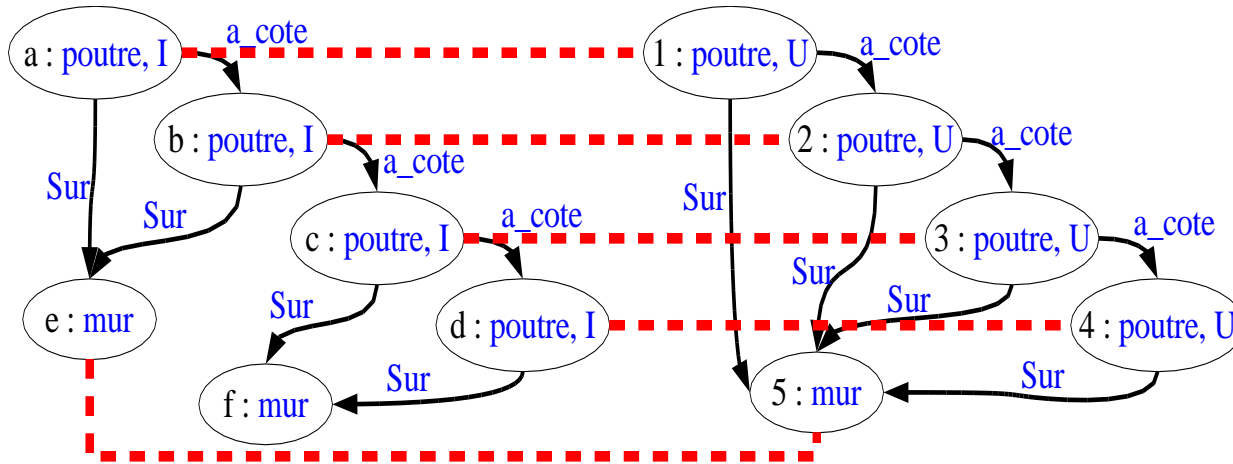 a : poutre, I
a_cote
1 : poutre, U
a_cote
b : poutre, I
a_cote
2 : poutre, U
a_cote
Sur
Sur
Sur
c : poutre, I
a_cote
3 : poutre, U
a_cote
Sur
Sur
Sur
e : mur
d : poutre, I
4 : poutre, U
f : mur
Sur
5 : mur
Sur